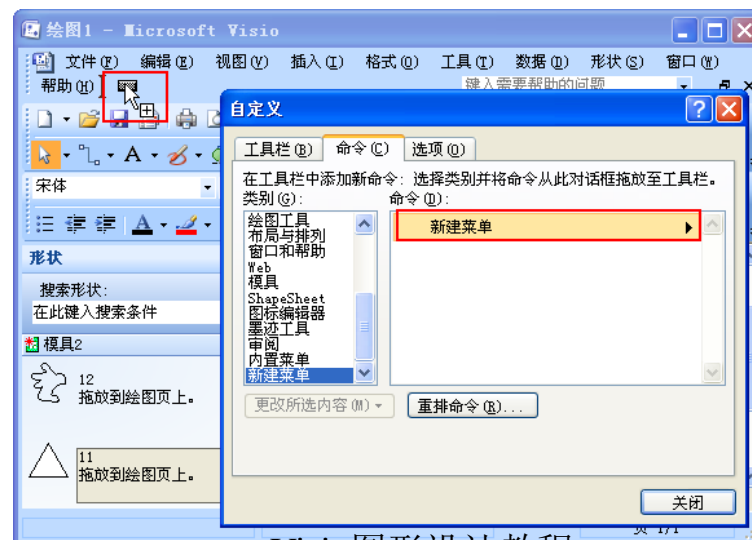 绘图1 - Microsoft Visio
文件(F) 编辑(E) 视图(V) 插入(I) 格式(O) 工具(T) 数据(D) 形状(S) 窗口(W)
帮助(H) 键入需要帮助的问题
自定义
工具栏(B) 命令(C) 选项(O)
在工具栏中添加新命令: 选择类别并将命令从此对话框拖放至工具栏。
类别(G): 命令(D):
绘图工具
布局与排列
窗口和帮助
Web
模具
ShapeSheet
图标编辑器
墨迹工具
审阅
内置菜单
新建菜单
新建菜单
更改所选内容(M) 重排命令(R)...
关闭
宋体
形状
搜索形状:
在此键入搜索条件
模具2
12
拖放到绘图页上。
11
拖放到绘图页上。
页 1/1